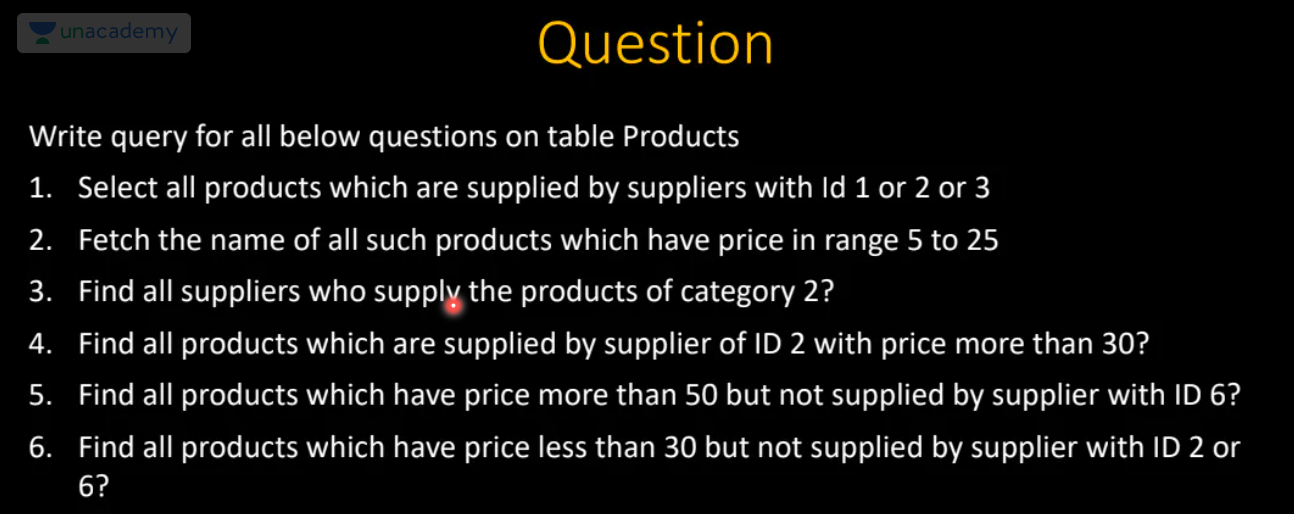 unacademy
Question
Write query for all below questions on table Products
1. Select all products which are supplied by suppliers with Id 1 or 2 or 3
2. Fetch the name of all such products which have price in range 5 to 25
3. Find all suppliers who supply the products of category 2?
4. Find all products which are supplied by supplier of ID 2 with price more than 30?
5. Find all products which have price more than 50 but not supplied by supplier with ID 6?
6. Find all products which have price less than 30 but not supplied by supplier with ID 2 or
6?